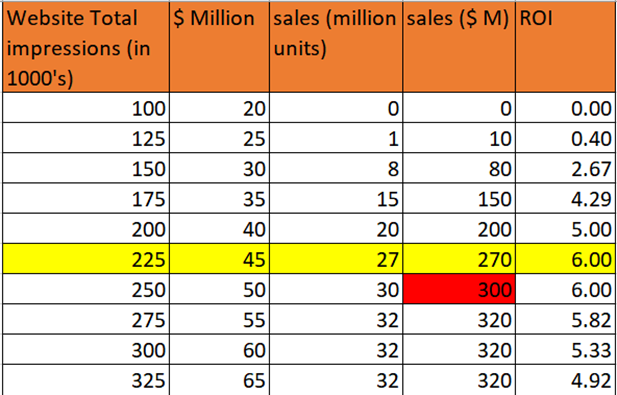 Website Total impressions (in 1000's) $ Million sales (million units) sales ($ M) ROI
100 20 0 0 0.00
125 25 1 10 0.40
150 30 8 80 2.67
175 35 15 150 4.29
200 40 20 200 5.00
225 45 27 270 6.00
250 50 30 300 6.00
275 55 32 320 5.82
300 60 32 320 5.33
325 65 32 320 4.92